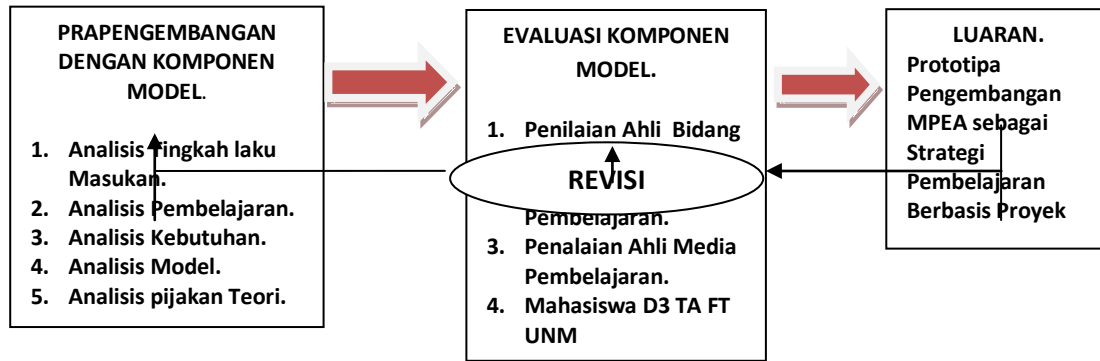 PRAPENGEMBANGAN
DENGAN KOMPONEN
MODEL.
1. Analisis Tingkah laku
Masukan.
2. Analisis Pembelajaran.
3. Analisis Kebutuhan.
4. Analisis Model.
5. Analisis pijakan Teori.
EVALUASI KOMPONEN
MODEL.
1. Penilaian Ahli Bidang
REVISI
Pembelajaran.
3. Penalaian Ahli Media
Pembelajaran.
4. Mahasiswa D3 TA FT
UNM
LUARAN.
Prototipa
Pengembangan
MPEA sebagai
Strategi
Pembelajaran
Berbasis Proyek